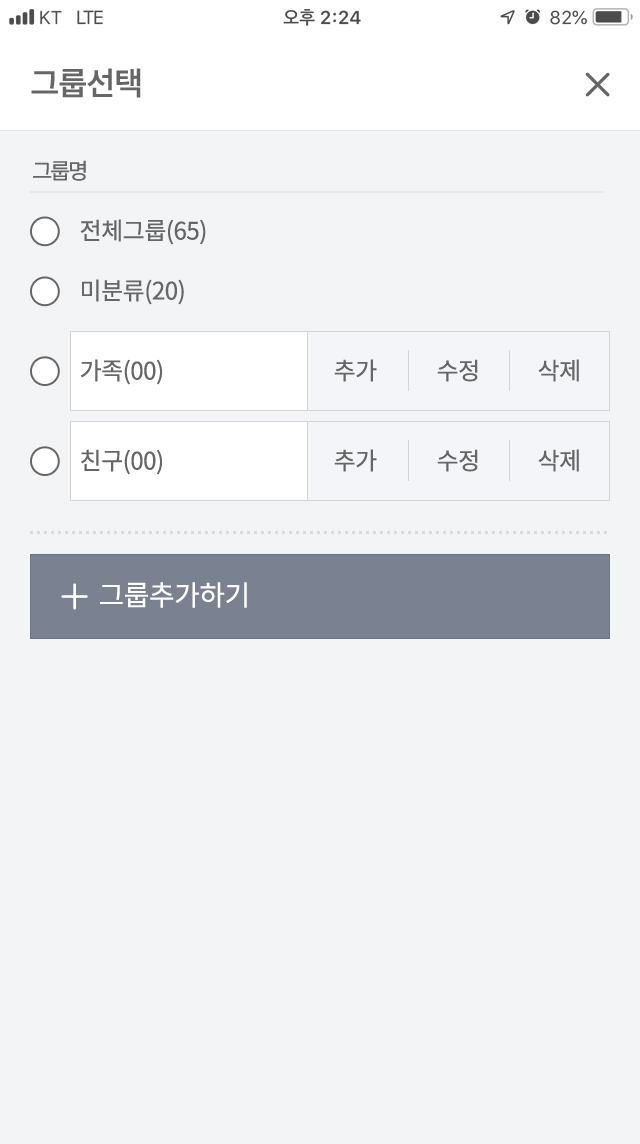 KT LTE 오후 2:24 82%
그룹선택
그룹명
전체그룹(65)
미분류(20)
가족(00) 추가 수정 삭제
친구(00) 추가 수정 삭제
그룹추가하기